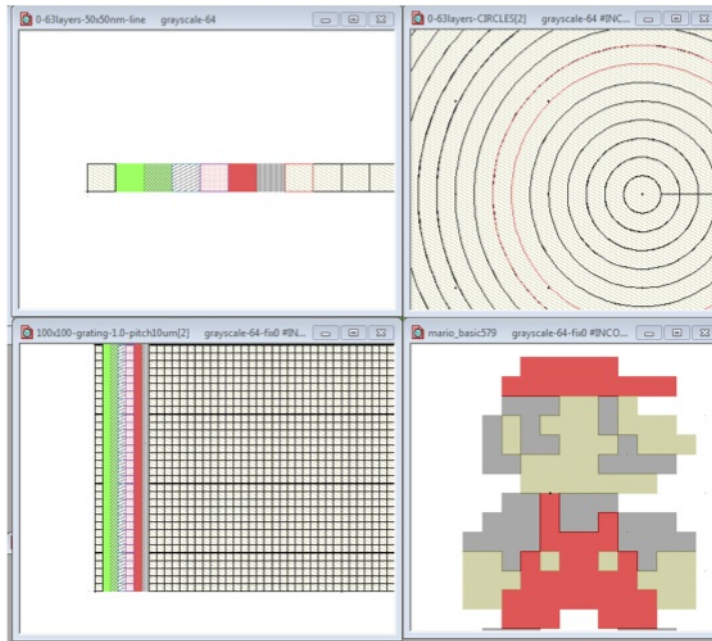 0-63layers-50x50nm-line grayscale-64
0-63layers-CIRCLES[2] grayscale-64 #INC...
100x100-grating-1.0-pitch10um[2] grayscale-64-fix0 #IN...
mario_basic579 grayscale-64-fix0 #INCO...